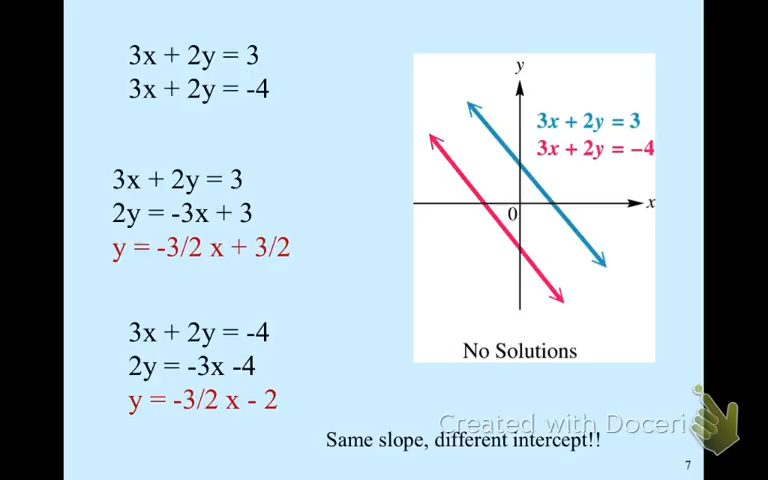 3x + 2y = 3
3x + 2y = -4
3x + 2y = 3
2y = -3x + 3
y = -3/2 x + 3/2
3x + 2y = -4
2y = -3x -4
y = -3/2 x - 2
y
3x + 2y = 3
3x + 2y = −4
x
0
No Solutions
Created with Doceri
Same slope, different intercept!!
7